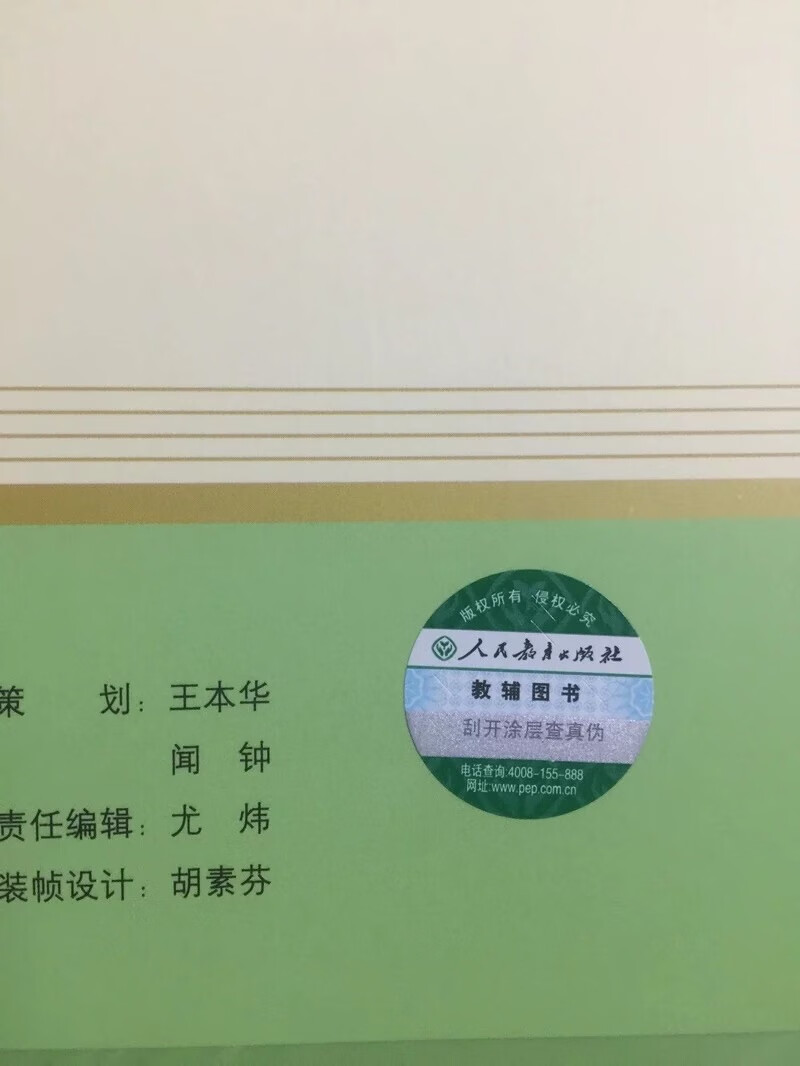 策 划：王本华
闻 钟
责任编辑：尤 炜
装帧设计：胡素芬
版权所有 侵权必究
人民教育出版社
教辅图书
刮开涂层查真伪
电话查询:4008-155-888
网址:www.pep.com.cn